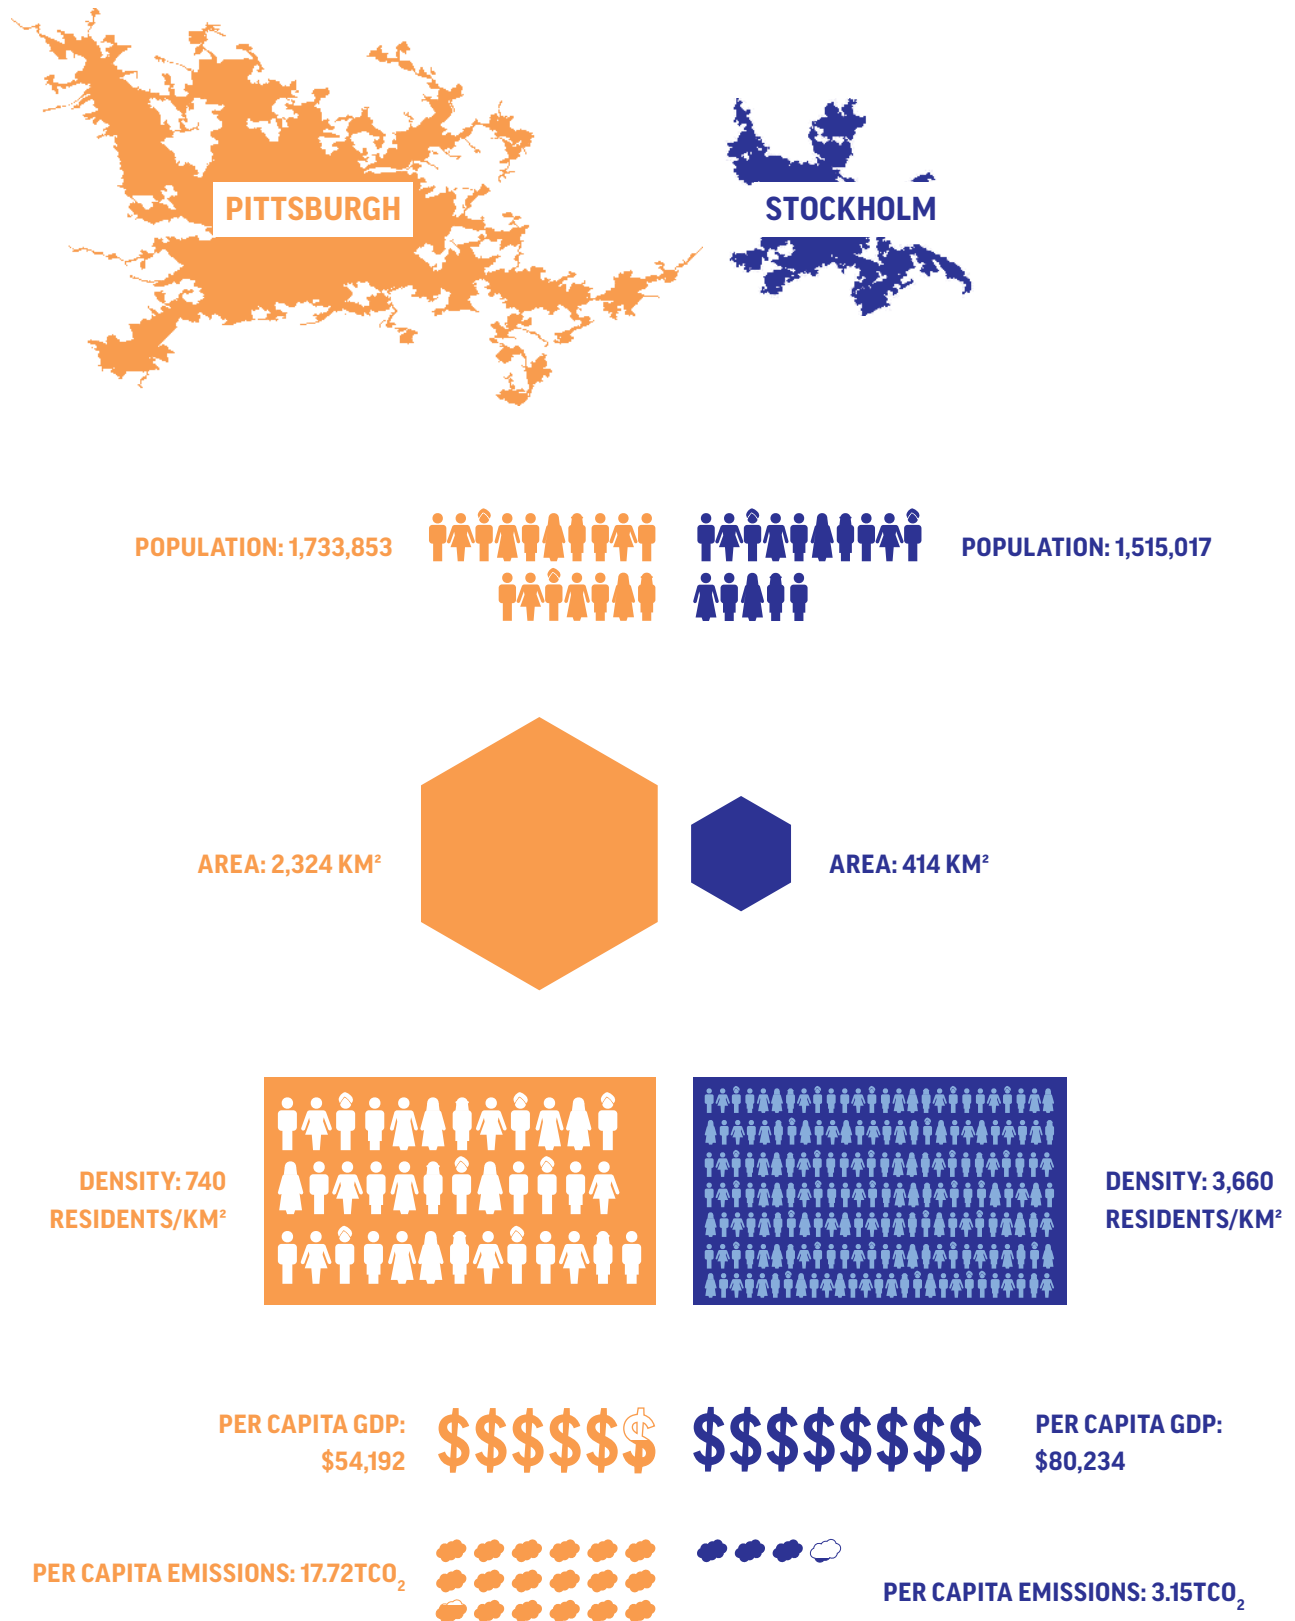 PITTSBURGH
STOCKHOLM
POPULATION: 1,733,853
POPULATION: 1,515,017
AREA: 2,324 KM²
AREA: 414 KM²
DENSITY: 740
RESIDENTS/KM²
DENSITY: 3,660
RESIDENTS/KM²
PER CAPITA GDP:
$54,192
PER CAPITA GDP:
$80,234
PER CAPITA EMISSIONS: 17.72TCO₂
PER CAPITA EMISSIONS: 3.15TCO₂